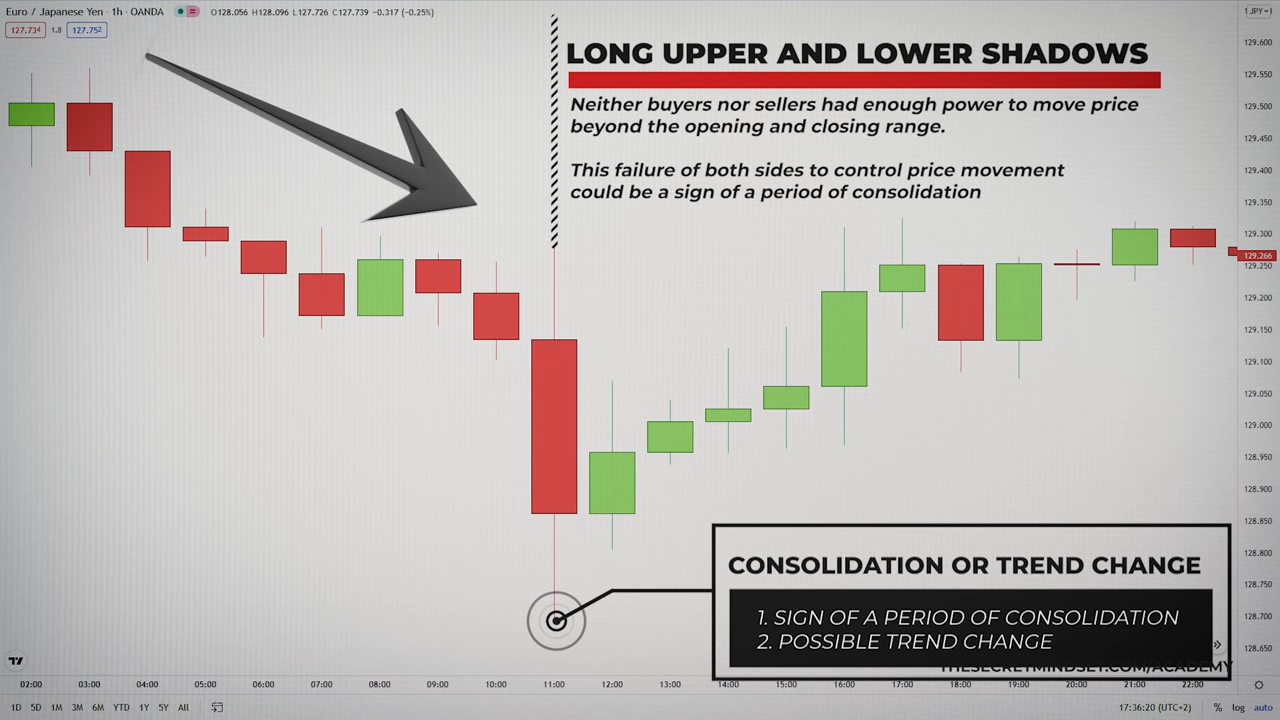 Euro / Japanese Yen · 1h · OANDA O128.056 H128.096 L127.726 C127.739 −0.317 (−0.25%)
127.734 1.8 127.752
JPY
LONG UPPER AND LOWER SHADOWS
Neither buyers nor sellers had enough power to move price
beyond the opening and closing range.
This failure of both sides to control price movement
could be a sign of a period of consolidation
129.600
129.550
129.500
129.450
129.400
129.350
129.300
129.266
129.250
129.200
129.150
129.100
129.050
129.000
128.950
128.900
128.850
128.800
128.750
128.700
128.650
CONSOLIDATION OR TREND CHANGE
1. SIGN OF A PERIOD OF CONSOLIDATION
2. POSSIBLE TREND CHANGE
THESECRETMINDSET.COM/ACADEMY
02:00 03:00 04:00 05:00 06:00 07:00 08:00 09:00 10:00 11:00 12:00 13:00 14:00 15:00 16:00 17:00 18:00 19:00 20:00 21:00 22:00
1D 5D 1M 3M 6M YTD 1Y 5Y All 17:36:20 (UTC+2) % log auto